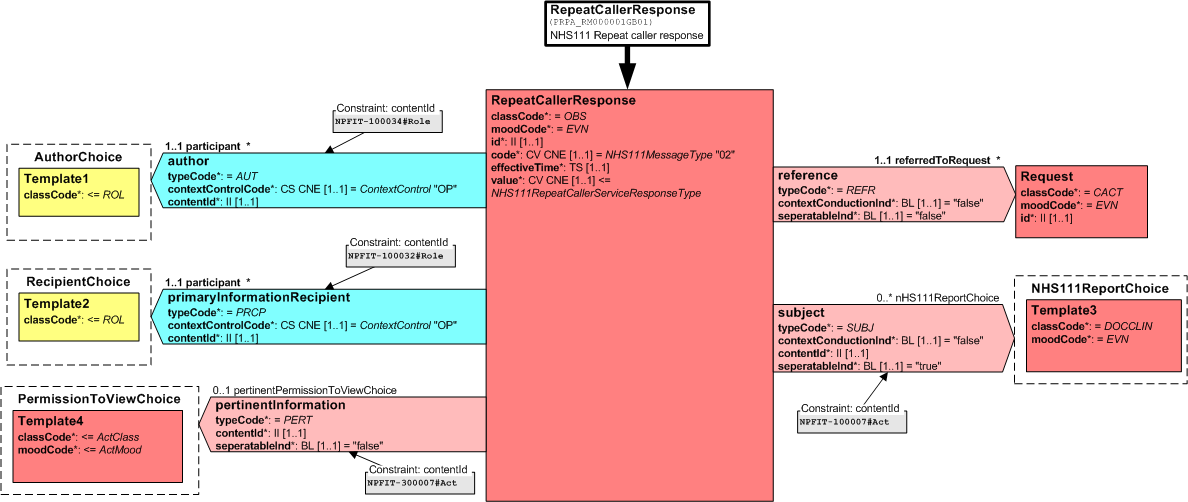 RepeatCallerResponse
(PRPA_RM000001GB01)
NHS111 Repeat caller response
RepeatCallerResponse
classCode*: = OBS
moodCode*: = EVN
id*: II [1..1]
code*: CV CNE [1..1] = NHS111MessageType "02"
effectiveTime*: TS [1..1]
value*: CV CNE [1..1] <=
NHS111RepeatCallerServiceResponseType
Constraint: contentId
NPFIT-100034#Role
1..1 participant *
author
typeCode*: = AUT
contextControlCode*: CS CNE [1..1] = ContextControl "OP"
contentId*: II [1..1]
AuthorChoice
Template1
classCode*: <= ROL
Constraint: contentId
NPFIT-100032#Role
1..1 participant *
primaryInformationRecipient
typeCode*: = PRCP
contextControlCode*: CS CNE [1..1] = ContextControl "OP"
contentId*: II [1..1]
RecipientChoice
Template2
classCode*: <= ROL
0..1 pertinentPermissionToViewChoice
pertinentInformation
typeCode*: = PERT
contentId*: II [1..1]
seperatableInd*: BL [1..1] = "false"
Constraint: contentId
NPFIT-300007#Act
PermissionToViewChoice
Template4
classCode*: <= ActClass
moodCode*: <= ActMood
1..1 referredToRequest *
reference
typeCode*: = REFR
contextConductionInd*: BL [1..1] = "false"
seperatableInd*: BL [1..1] = "false"
Request
classCode*: = CACT
moodCode*: = EVN
id*: II [1..1]
0..* nHS111ReportChoice
subject
typeCode*: = SUBJ
contextConductionInd*: BL [1..1] = "false"
contentId*: II [1..1]
seperatableInd*: BL [1..1] = "true"
Constraint: contentId
NPFIT-100007#Act
NHS111ReportChoice
Template3
classCode*: = DOCCLIN
moodCode*: = EVN